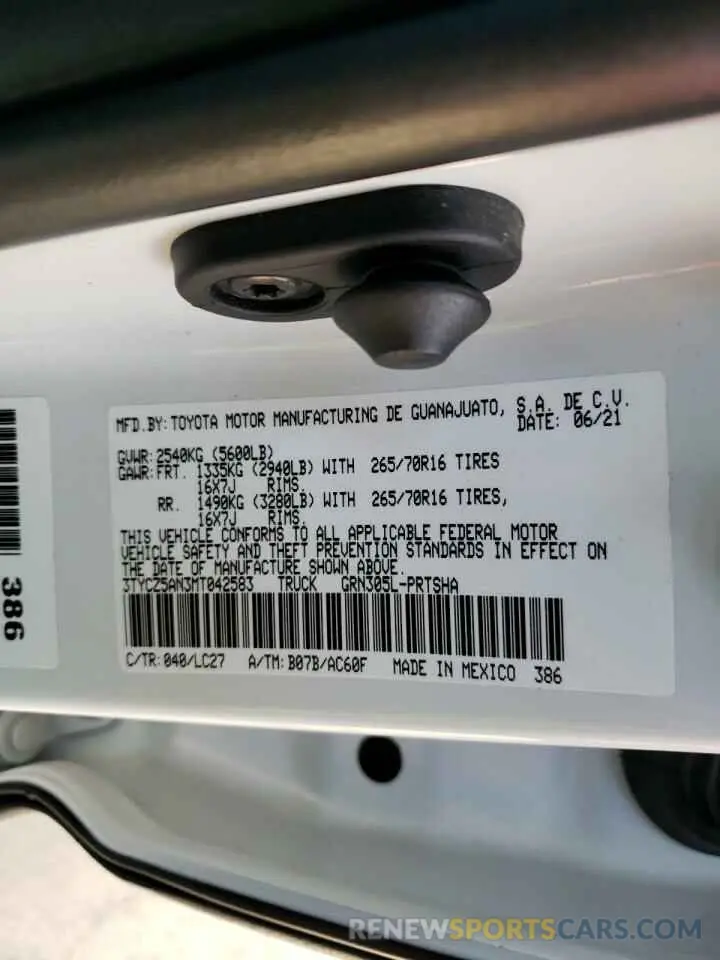 MFD.BY: TOYOTA MOTOR MANUFACTURING DE GUANAJUATO, S.A. DE C.V.
DATE: 06/21
GVWR: 2540KG (5600LB)
GAWR: FRT. 1335KG (2940LB) WITH 265/70R16 TIRES
16X7J RIMS.
RR. 1490KG (3280LB) WITH 265/70R16 TIRES,
16X7J RIMS.
THIS VEHICLE CONFORMS TO ALL APPLICABLE FEDERAL MOTOR
VEHICLE SAFETY AND THEFT PREVENTION STANDARDS IN EFFECT ON
THE DATE OF MANUFACTURE SHOWN ABOVE.
3TYCZ5AN3MT042583 TRUCK GRN305L-PRTSHA
C/TR: 040/LC27 A/TM: B07B/AC60F MADE IN MEXICO 386
386
RENEWSPORTSCARS.COM